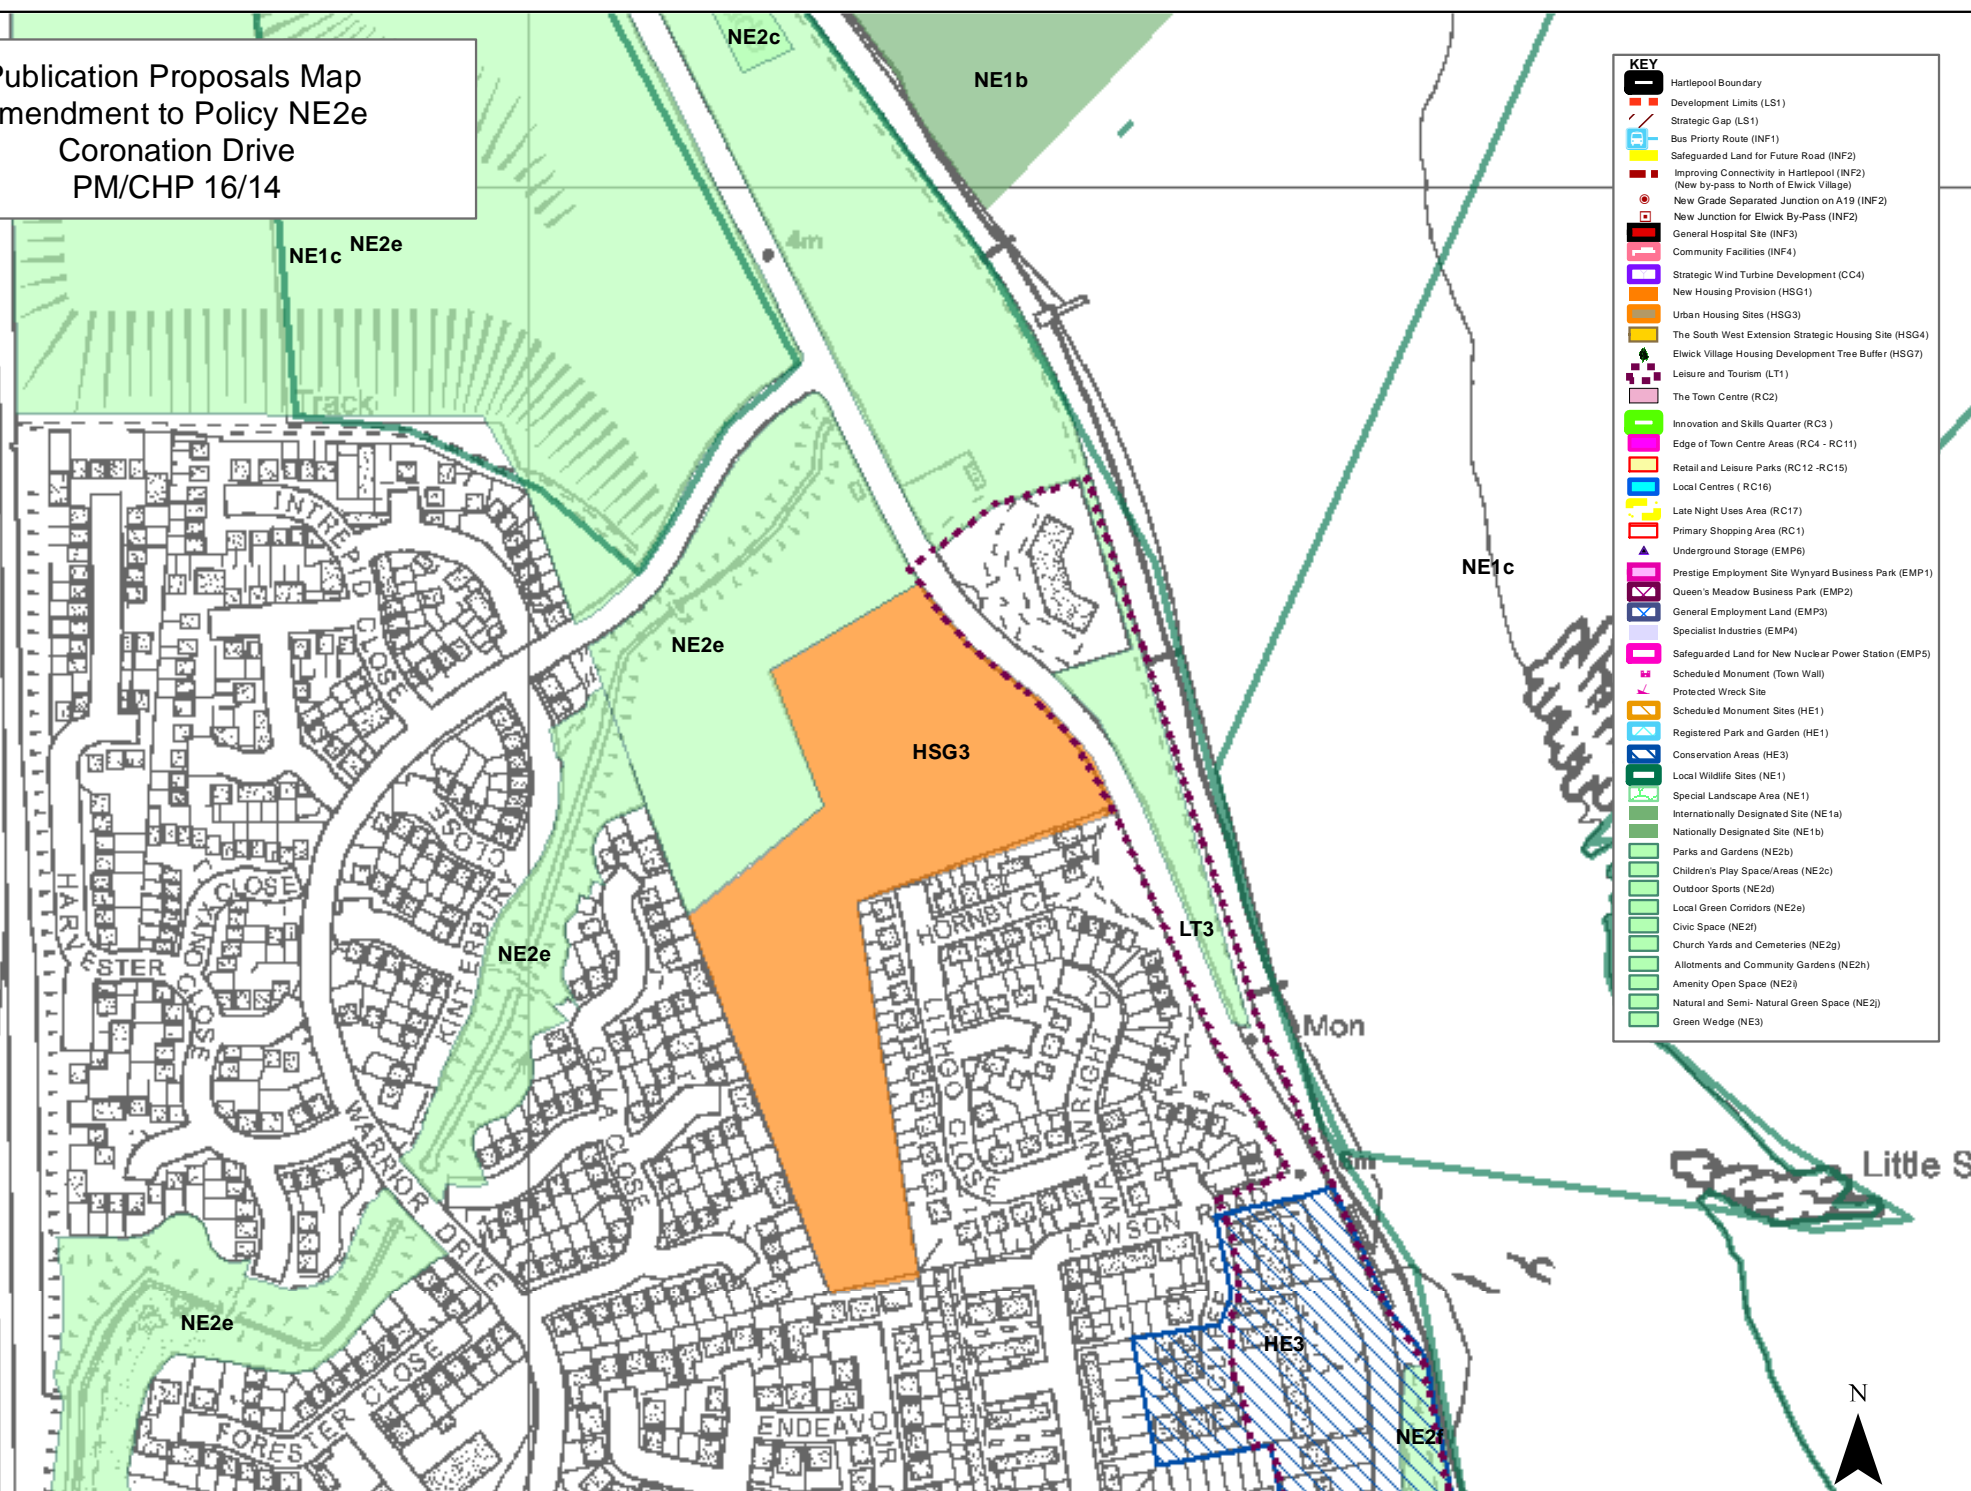 Publication Proposals Map
mendment to Policy NE2e
Coronation Drive
PM/CHP 16/14
NE2c
NE1b
NE1c
NE2e
4m
Track
INTREPID
CLOSE
NE2e
HSG3
NE1c
CLOSE
KINTERBURY
HARVESTER
CLOSE
COLONY CLOSE
NE2e
HORNBY C
LITHGO CLOSE
WAINWRIGHT
LT3
Mon
GALA CLOSE
WARRIOR DRIVE
LAWSON R
8m
Little S
NE2e
HE3
FORESTER CLOSE
ENDEAVOUR
NE2f
N
KEY
Hartlepool Boundary
Development Limits (LS1)
Strategic Gap (LS1)
Bus Priorty Route (INF1)
Safeguarded Land for Future Road (INF2)
Improving Connectivity in Hartlepool (INF2)
(New by-pass to North of Elwick Village)
New Grade Separated Junction on A19 (INF2)
New Junction for Elwick By-Pass (INF2)
General Hospital Site (INF3)
Community Facilities (INF4)
Strategic Wind Turbine Development (CC4)
New Housing Provision (HSG1)
Urban Housing Sites (HSG3)
The South West Extension Strategic Housing Site (HSG4)
Elwick Village Housing Development Tree Buffer (HSG7)
Leisure and Tourism (LT1)
The Town Centre (RC2)
Innovation and Skills Quarter (RC3 )
Edge of Town Centre Areas (RC4 - RC11)
Retail and Leisure Parks (RC12 -RC15)
Local Centres ( RC16)
Late Night Uses Area (RC17)
Primary Shopping Area (RC1)
Underground Storage (EMP6)
Prestige Employment Site Wynyard Business Park (EMP1)
Queen's Meadow Business Park (EMP2)
General Employment Land (EMP3)
Specialist Industries (EMP4)
Safeguarded Land for New Nuclear Power Station (EMP5)
Scheduled Monument (Town Wall)
Protected Wreck Site
Scheduled Monument Sites (HE1)
Registered Park and Garden (HE1)
Conservation Areas (HE3)
Local Wildlife Sites (NE1)
Special Landscape Area (NE1)
Internationally Designated Site (NE1a)
Nationally Designated Site (NE1b)
Parks and Gardens (NE2b)
Children's Play Space/Areas (NE2c)
Outdoor Sports (NE2d)
Local Green Corridors (NE2e)
Civic Space (NE2f)
Church Yards and Cemeteries (NE2g)
Allotments and Community Gardens (NE2h)
Amenity Open Space (NE2i)
Natural and Semi- Natural Green Space (NE2j)
Green Wedge (NE3)